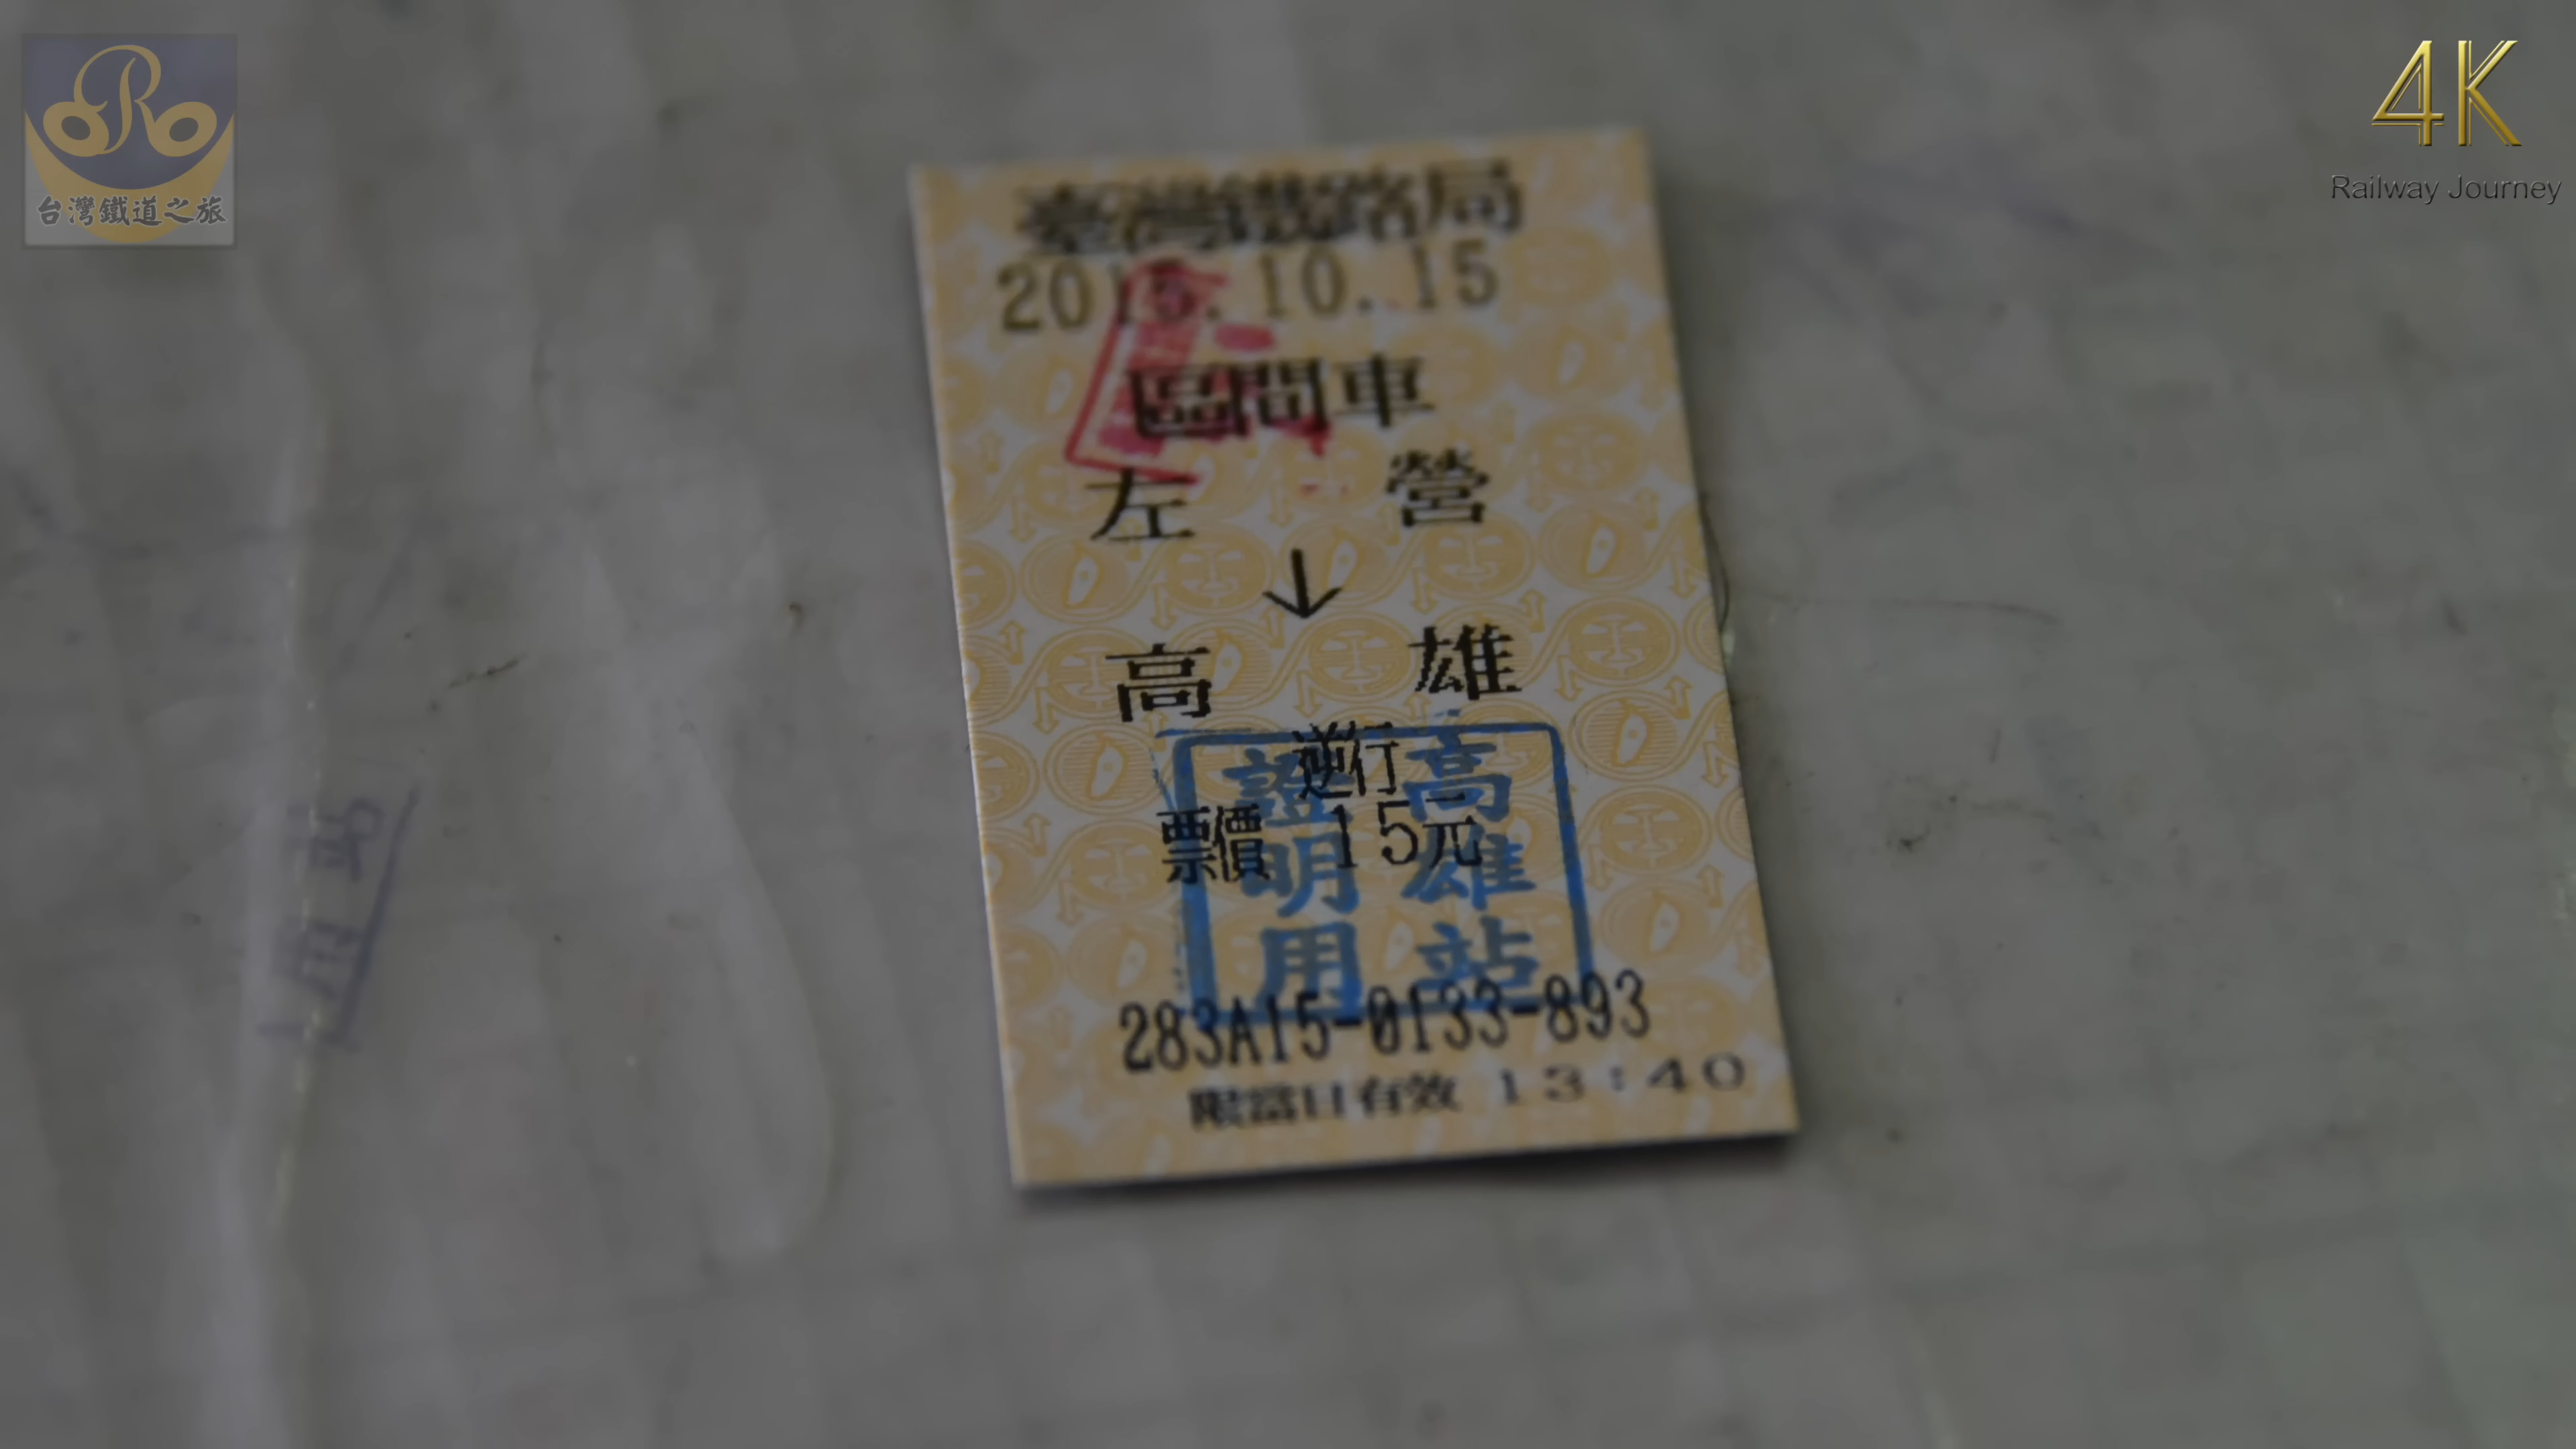 台灣鐵道之旅
4K
Railway Journey
臺灣鐵路局
2015.10.15
區間車
左營
↓
高雄
逆行
票價 15元
高雄站
證明用
283A15-0133-893
限當日有效 13:40